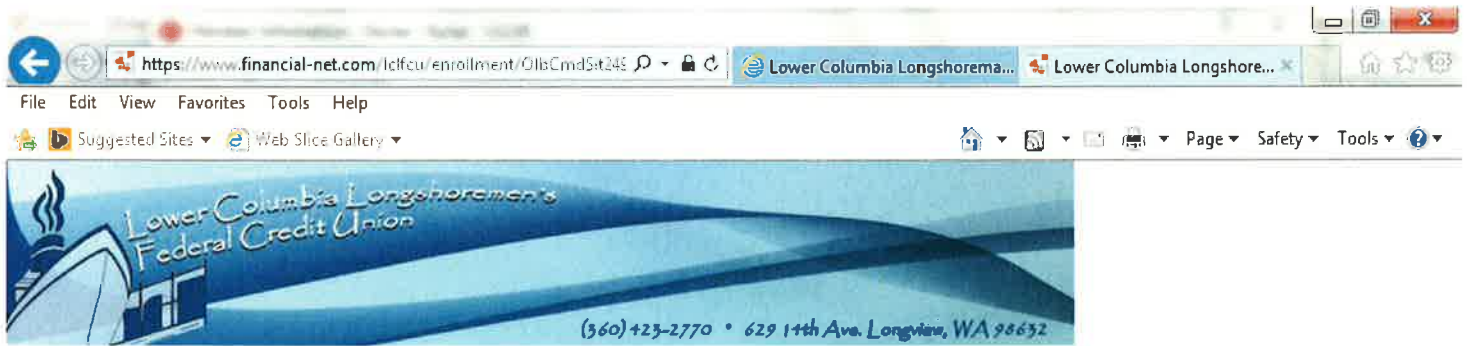 https://www.financial-net.com/lclfcu/enrollment/OlbCmdSit249
Lower Columbia Longshorema...
Lower Columbia Longshore...
File Edit View Favorites Tools Help
Suggested Sites Web Slice Gallery
Page Safety Tools
Lower Columbia Longshoremen's
Federal Credit Union
(360)423-2770 • 629 14th Ave. Longview, WA 98632